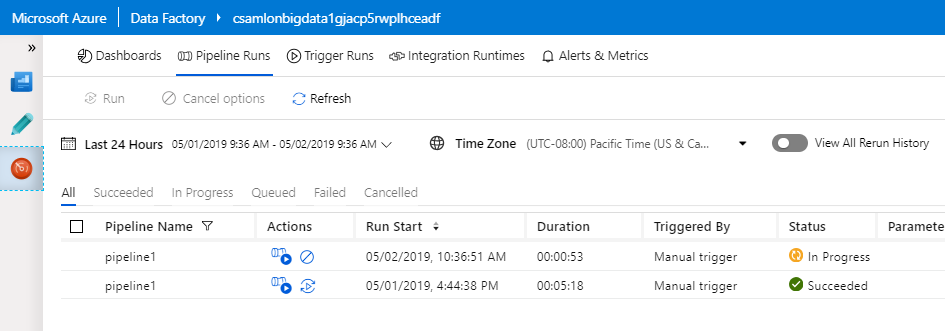 Microsoft Azure Data Factory > csamlonbigdata1gjacp5rwplhceadf
»
Dashboards Pipeline Runs Trigger Runs Integration Runtimes Alerts & Metrics
Run Cancel options Refresh
Last 24 Hours 05/01/2019 9:36 AM - 05/02/2019 9:36 AM Time Zone (UTC-08:00) Pacific Time (US & Ca... View All Rerun History
All Succeeded In Progress Queued Failed Cancelled
Pipeline Name Actions Run Start Duration Triggered By Status Paramete
pipeline1 05/02/2019, 10:36:51 AM 00:00:53 Manual trigger In Progress
pipeline1 05/01/2019, 4:44:38 PM 00:05:18 Manual trigger Succeeded